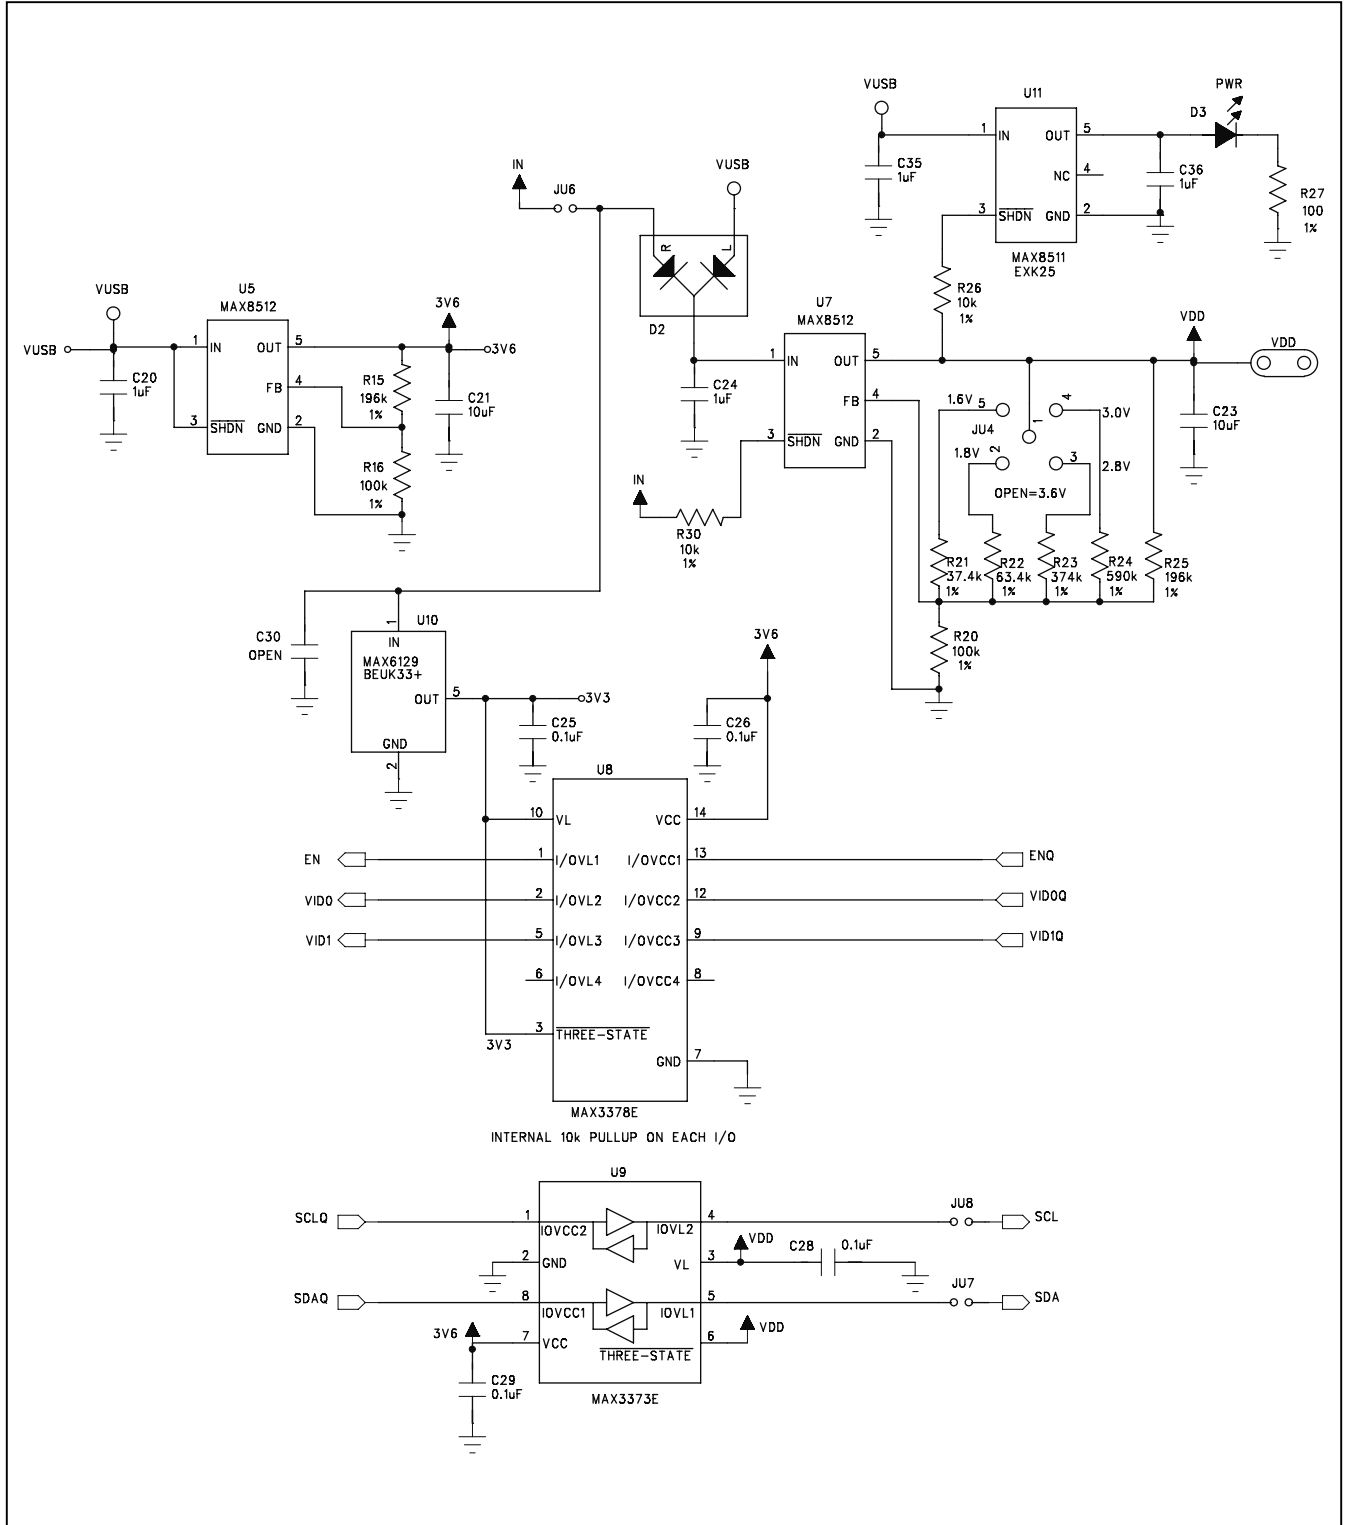 VUSB
U11
PWR
D3
1 IN
OUT 5
C35
1uF
NC 4
C36
1uF
3 SHDN
GND 2
R27
100
1%
MAX8511
EXK25
IN
JU6
VUSB
R
L
D2
R26
10k
1%
VUSB
U5
MAX8512
3V6
U7
MAX8512
VDD
VDD
VUSB
1 IN
OUT 5
3V6
C20
1uF
FB 4
R15
196k
1%
C21
10uF
3 SHDN
GND 2
R16
100k
1%
1 IN
OUT 5
C24
1uF
FB 4
3 SHDN
GND 2
1.6V 5
4 3.0V
JU4
1
1.8V 2
3 2.8V
OPEN=3.6V
C23
10uF
IN
R30
10k
1%
R21
37.4k
1%
R22
63.4k
1%
R23
374k
1%
R24
590k
1%
R25
196k
1%
R20
100k
1%
C30
OPEN
1
U10
IN
MAX6129
BEUK33+
OUT 5
GND
2
3V3
C25
0.1uF
3V6
C26
0.1uF
U8
10 VL
VCC 14
EN
1 I/OVL1
I/OVCC1 13
ENQ
VID0
2 I/OVL2
I/OVCC2 12
VID0Q
VID1
5 I/OVL3
I/OVCC3 9
VID1Q
6 I/OVL4
I/OVCC4 8
3V3
3 THREE-STATE
GND 7
MAX3378E
INTERNAL 10k PULLUP ON EACH I/O
U9
SCLQ
1 IOVCC2
IOVL2 4
JU8
SCL
2 GND
VL 3
VDD
C28
0.1uF
SDAQ
8 IOVCC1
IOVL1 5
JU7
SDA
3V6
7 VCC
THREE-STATE 6
VDD
C29
0.1uF
MAX3373E